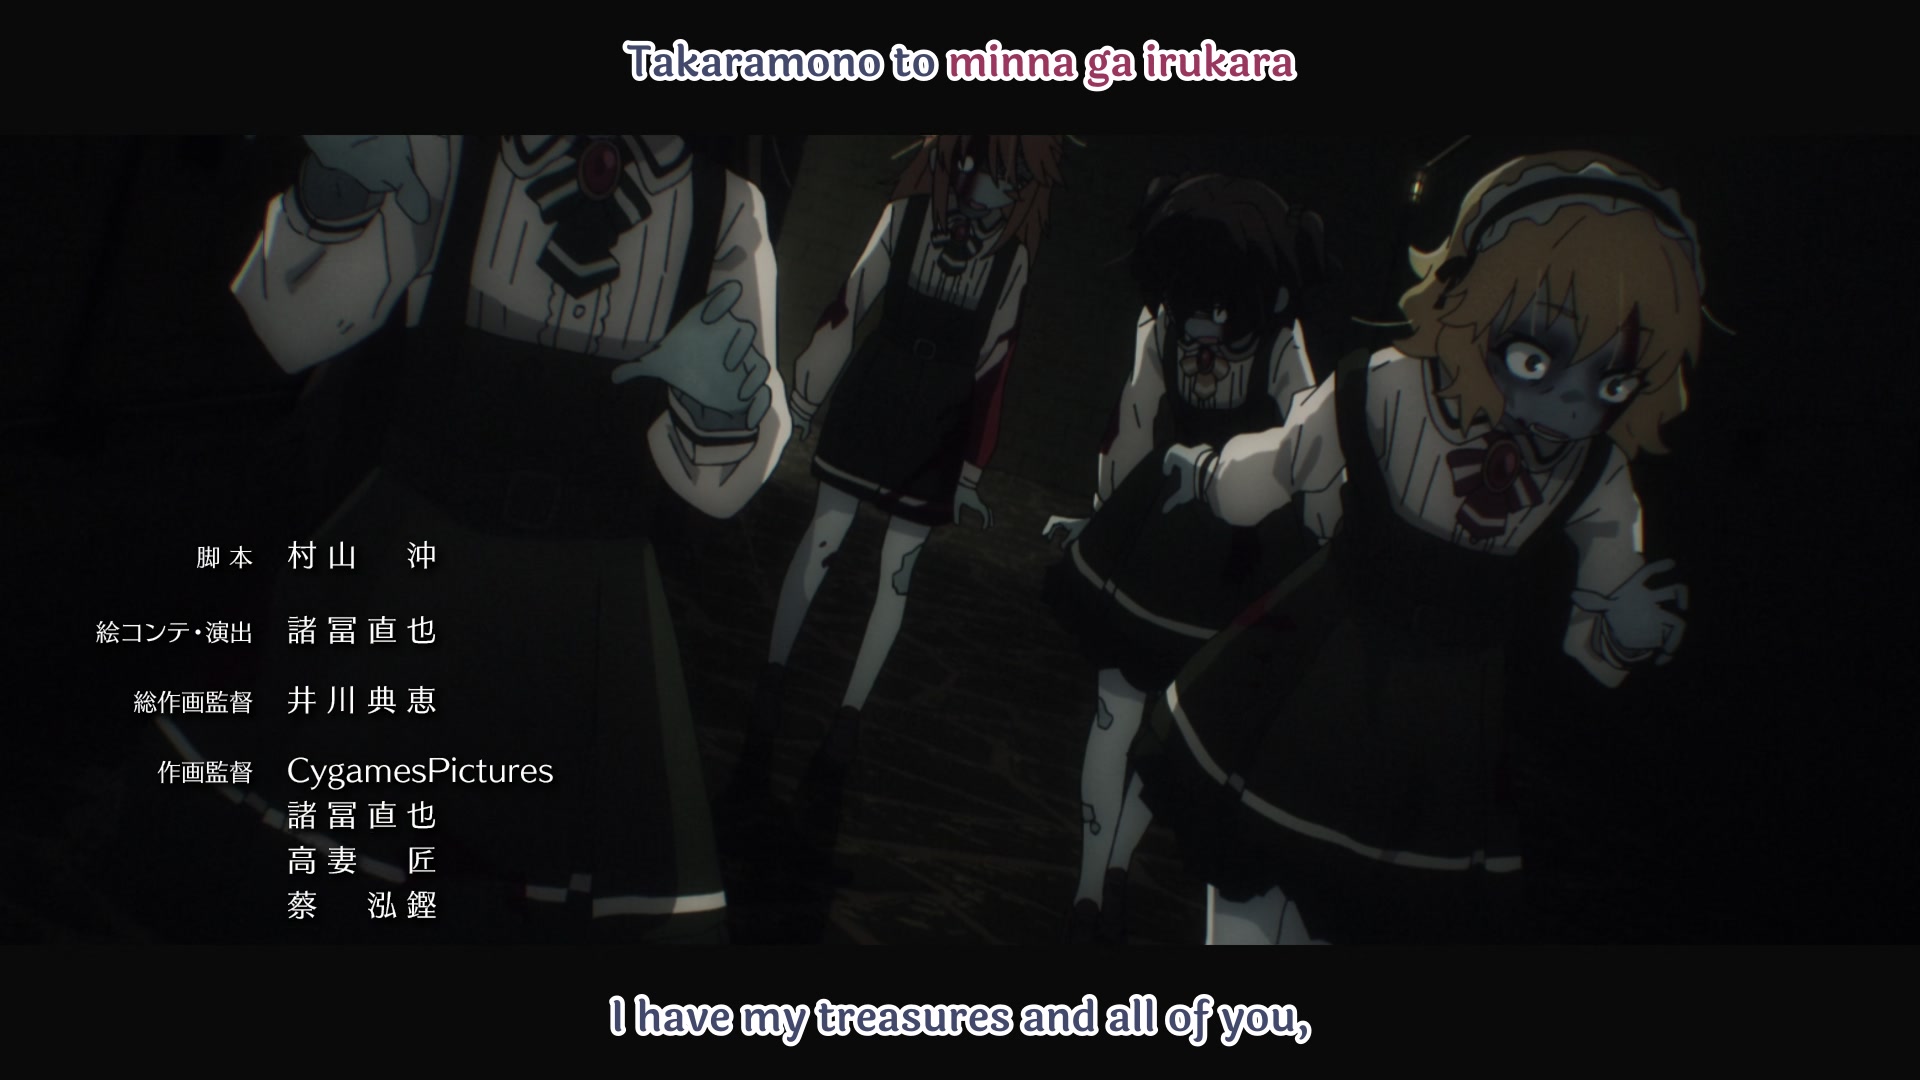 Takaramono to minna ga irukara
脚本 村山 沖
絵コンテ・演出 諸冨直也
総作画監督 井川典恵
作画監督 CygamesPictures
諸冨直也
高妻 匠
蔡 泓鏗
I have my treasures and all of you,